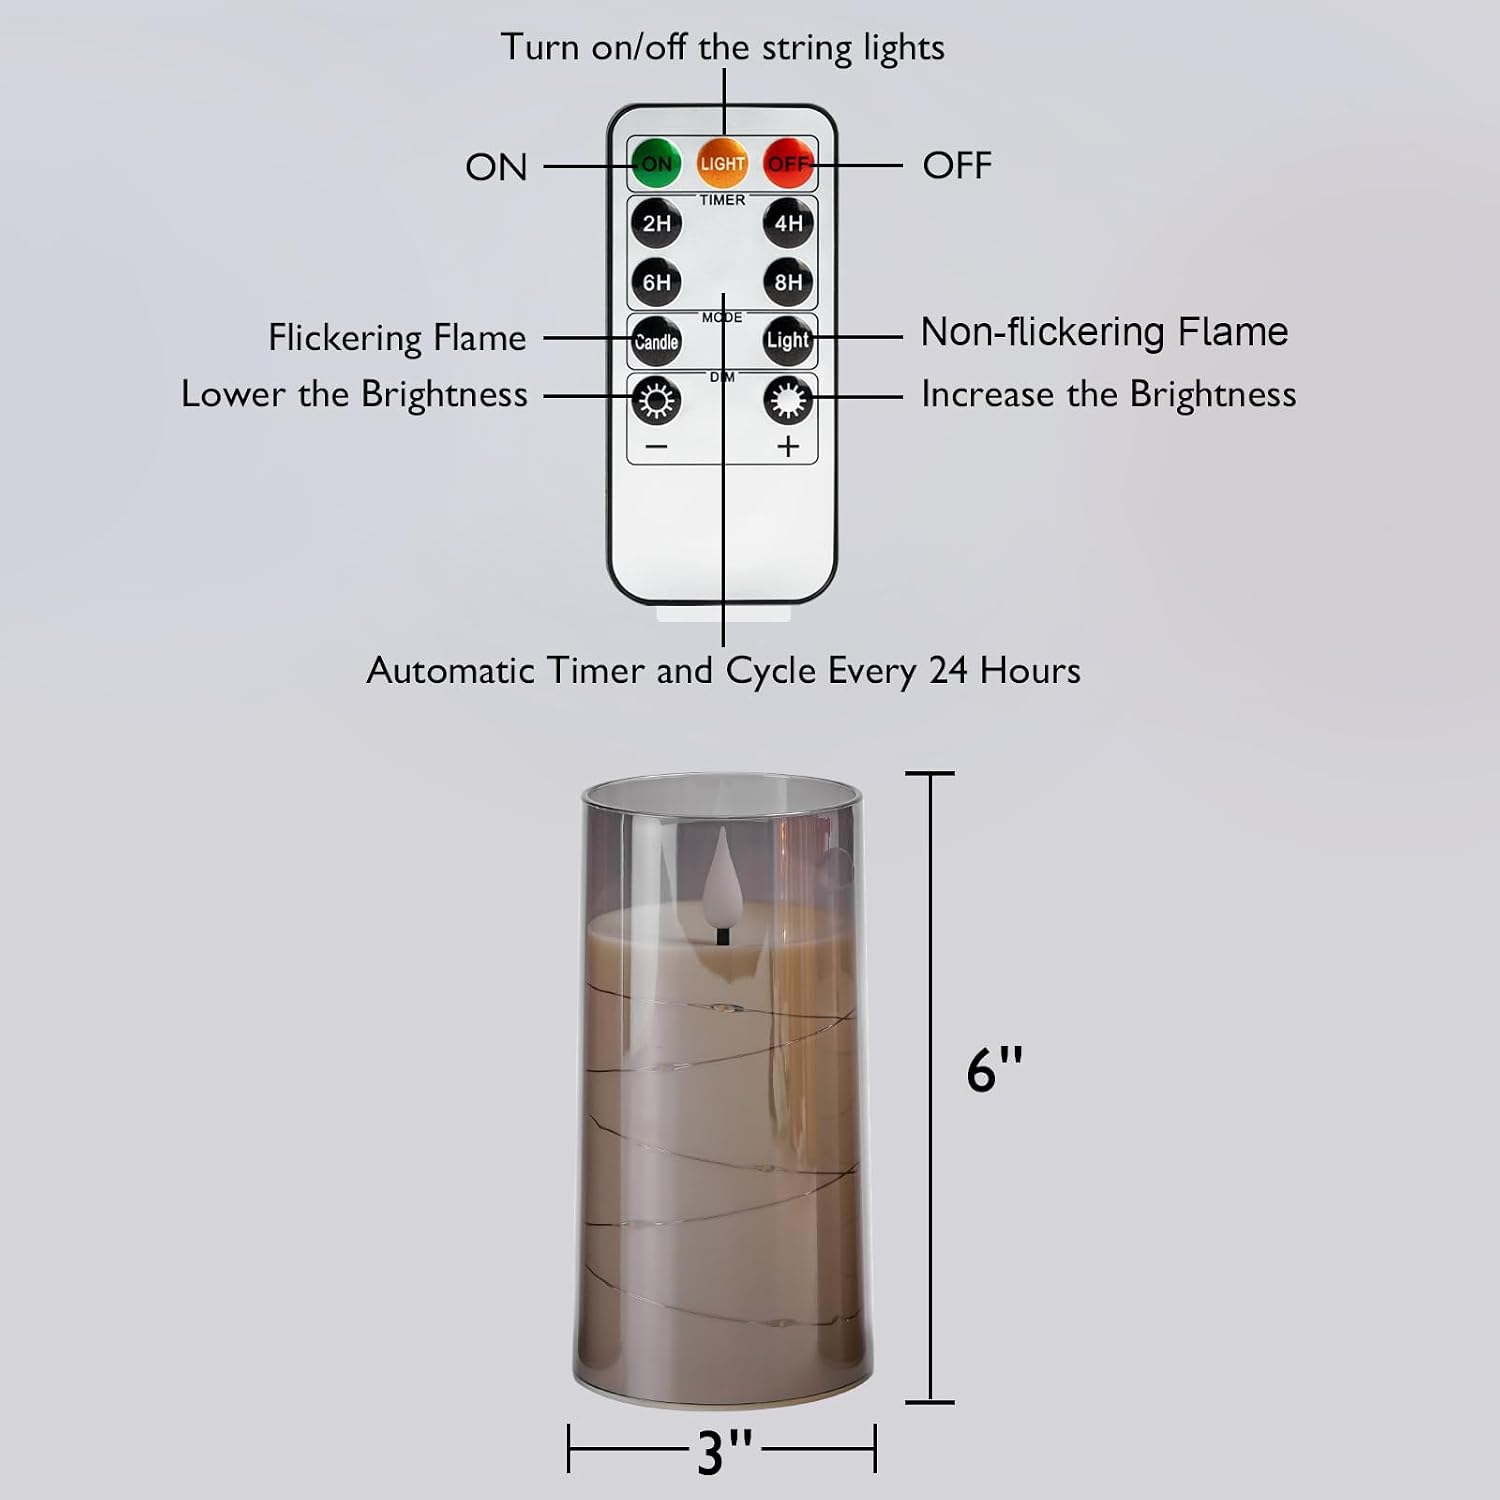 Turn on/off the string lights
ON
ON
LIGHT
OFF
OFF
TIMER
2H
4H
6H
8H
MODE
Flickering Flame
Candle
Light
Non-flickering Flame
DIM
Lower the Brightness
Increase the Brightness
− +
Automatic Timer and Cycle Every 24 Hours
6"
3"